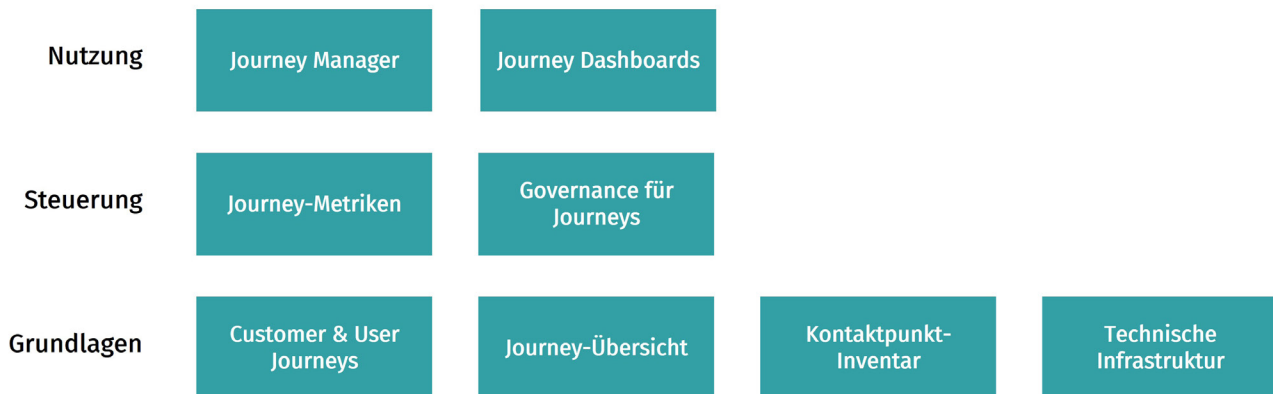 Nutzung
Journey Manager
Journey Dashboards
Steuerung
Journey-Metriken
Governance für
Journeys
Grundlagen
Customer & User
Journeys
Journey-Übersicht
Kontaktpunkt-
Inventar
Technische
Infrastruktur